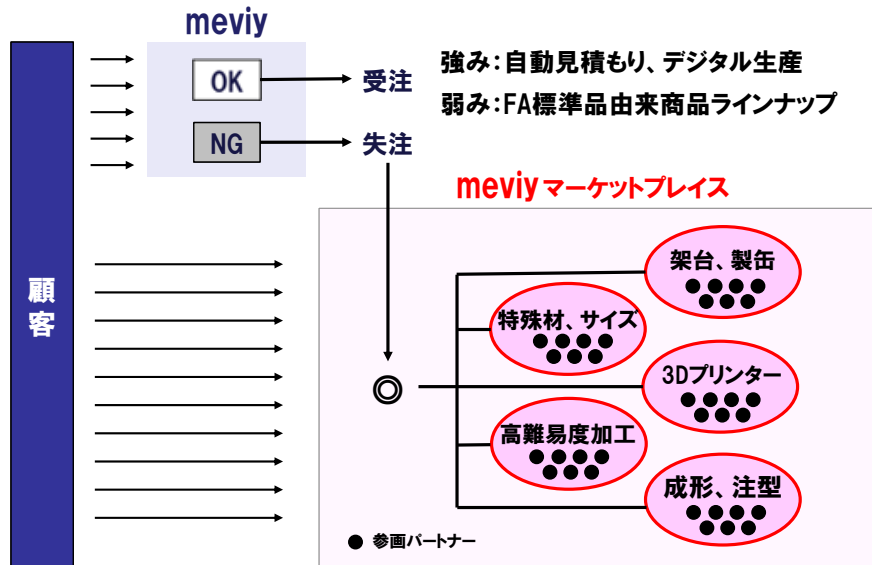 meviy
顧客
OK
受注
NG
失注
強み：自動見積もり、デジタル生産
弱み：FA標準品由来商品ラインナップ
meviyマーケットプレイス
架台、製缶
特殊材、サイズ
3Dプリンター
高難易度加工
成形、注型
● 参画パートナー